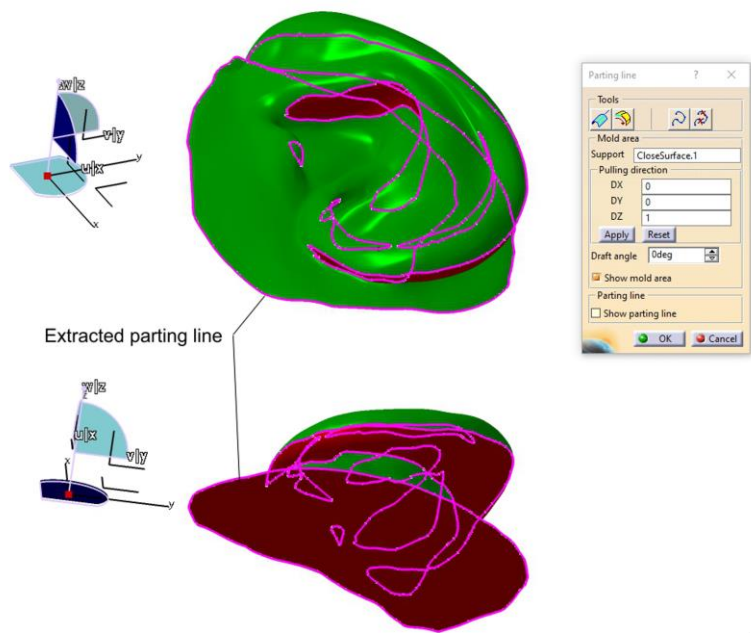 w|z
v|y
y
u|x
x
Extracted parting line
w|z
u|x
v|y
x
y
Parting line ? ×
Tools
Mold area
Support CloseSurface.1
Pulling direction
DX 0
DY 0
DZ 1
Apply Reset
Draft angle 0deg
Show mold area
Parting line
Show parting line
OK Cancel